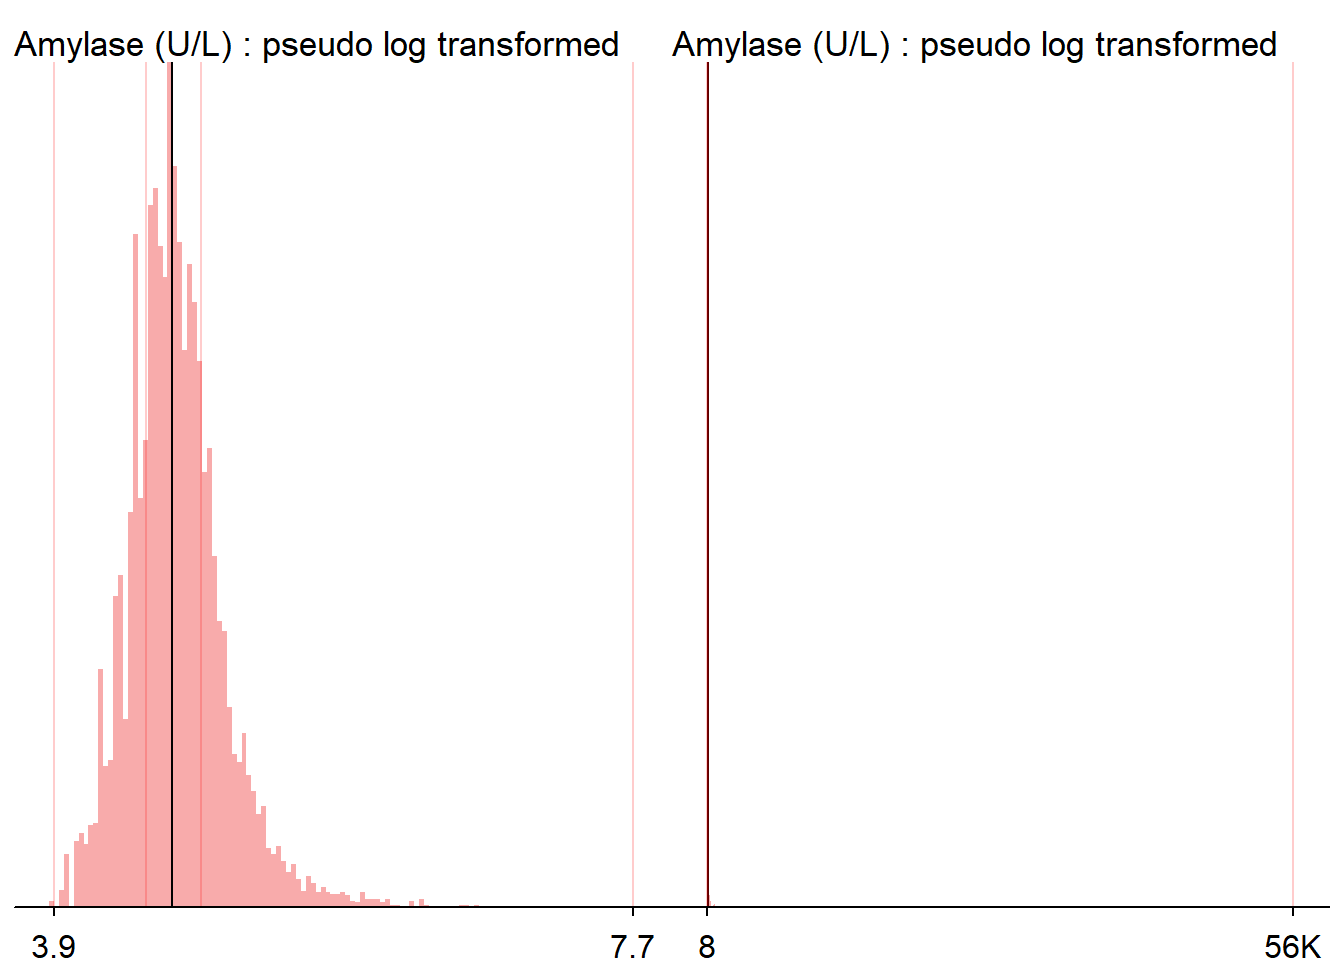 Amylase (U/L) : pseudo log transformed
Amylase (U/L) : pseudo log transformed
3.9
7.7
8
56K